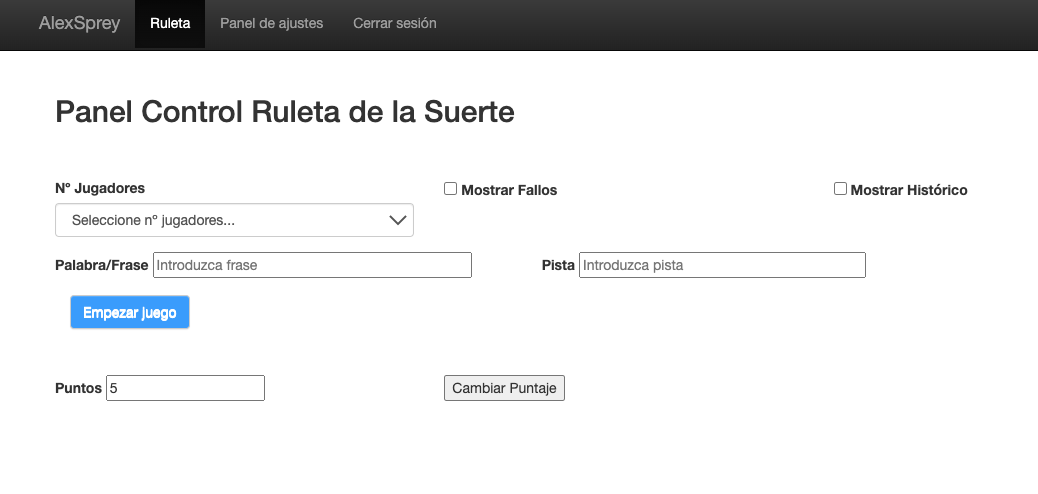 AlexSprey Ruleta Panel de ajustes Cerrar sesión
Panel Control Ruleta de la Suerte
Nº Jugadores Mostrar Fallos Mostrar Histórico
Seleccione nº jugadores...
Palabra/Frase Introduzca frase Pista Introduzca pista
Empezar juego
Puntos 5 Cambiar Puntaje